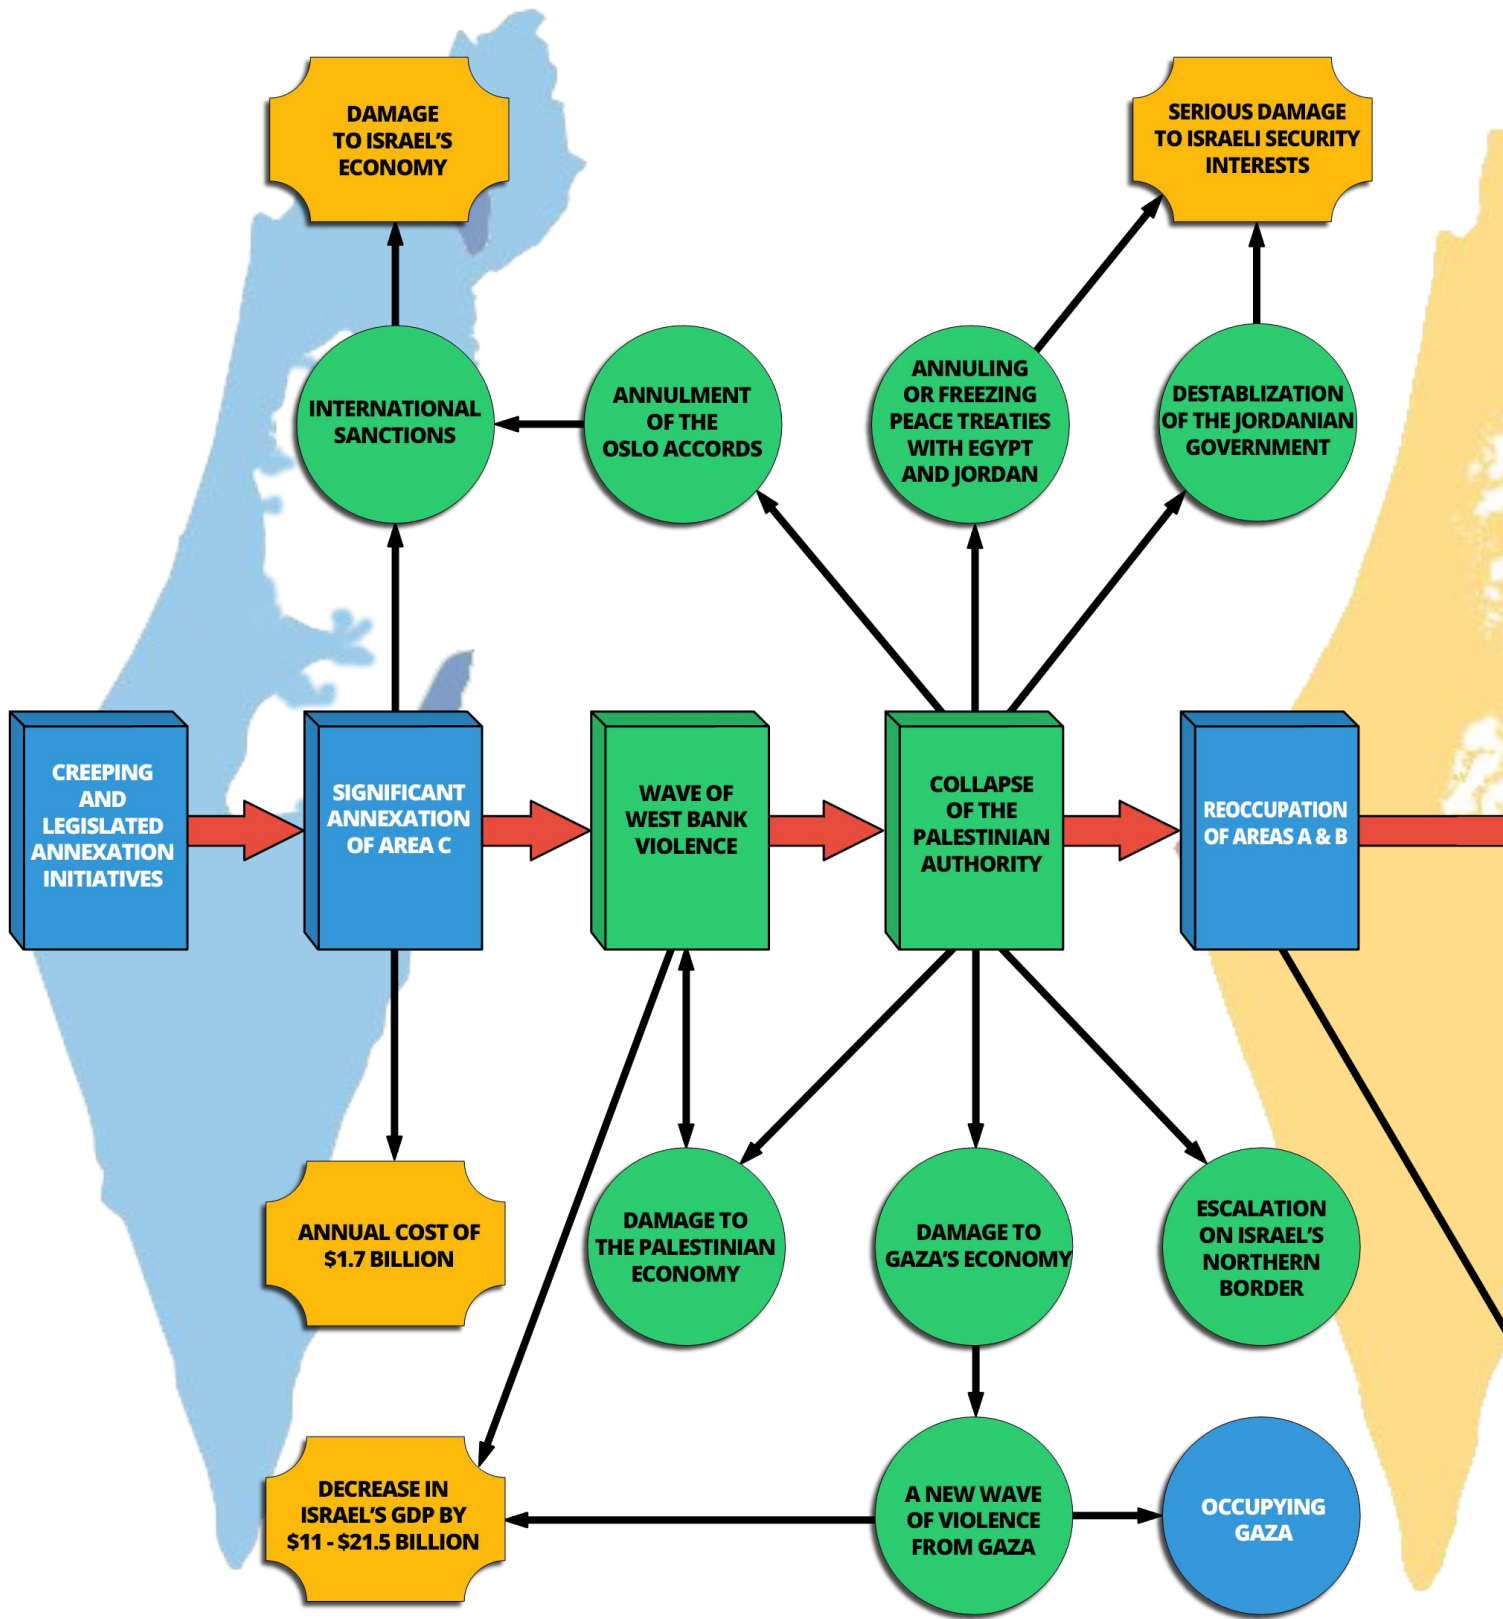 DAMAGE
TO ISRAEL'S
ECONOMY
SERIOUS DAMAGE
TO ISRAELI SECURITY
INTERESTS
INTERNATIONAL
SANCTIONS
ANNULMENT
OF THE
OSLO ACCORDS
ANNULING
OR FREEZING
PEACE TREATIES
WITH EGYPT
AND JORDAN
DESTABLIZATION
OF THE JORDANIAN
GOVERNMENT
CREEPING
AND
LEGISLATED
ANNEXATION
INITIATIVES
SIGNIFICANT
ANNEXATION
OF AREA C
WAVE OF
WEST BANK
VIOLENCE
COLLAPSE
OF THE
PALESTINIAN
AUTHORITY
REOCCUPATION
OF AREAS A & B
ANNUAL COST OF
$1.7 BILLION
DAMAGE TO
THE PALESTINIAN
ECONOMY
DAMAGE TO
GAZA'S ECONOMY
ESCALATION
ON ISRAEL'S
NORTHERN
BORDER
DECREASE IN
ISRAEL'S GDP BY
$11 - $21.5 BILLION
A NEW WAVE
OF VIOLENCE
FROM GAZA
OCCUPYING
GAZA